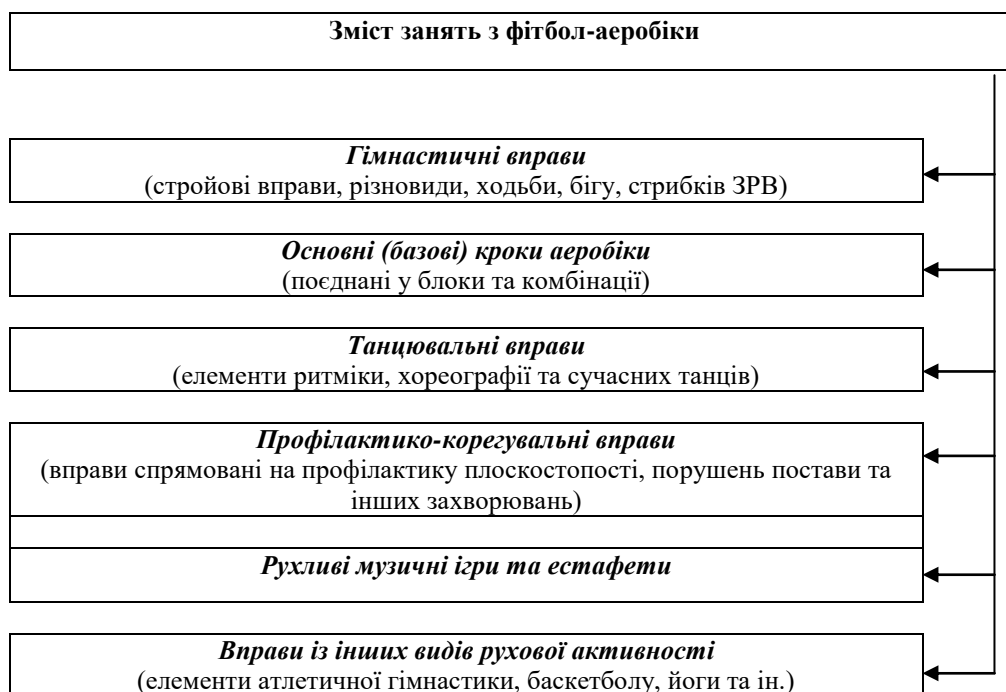 Зміст занять з фітбол-аеробіки
Гімнастичні вправи
(стройові вправи, різновиди, ходьби, бігу, стрибків ЗРВ)
Основні (базові) кроки аеробіки
(поєднані у блоки та комбінації)
Танцювальні вправи
(елементи ритміки, хореографії та сучасних танців)
Профілактико-корегувальні вправи
(вправи спрямовані на профілактику плоскостопості, порушень постави та
інших захворювань)
Рухливі музичні ігри та естафети
Вправи із інших видів рухової активності
(елементи атлетичної гімнастики, баскетболу, йоги та ін.)